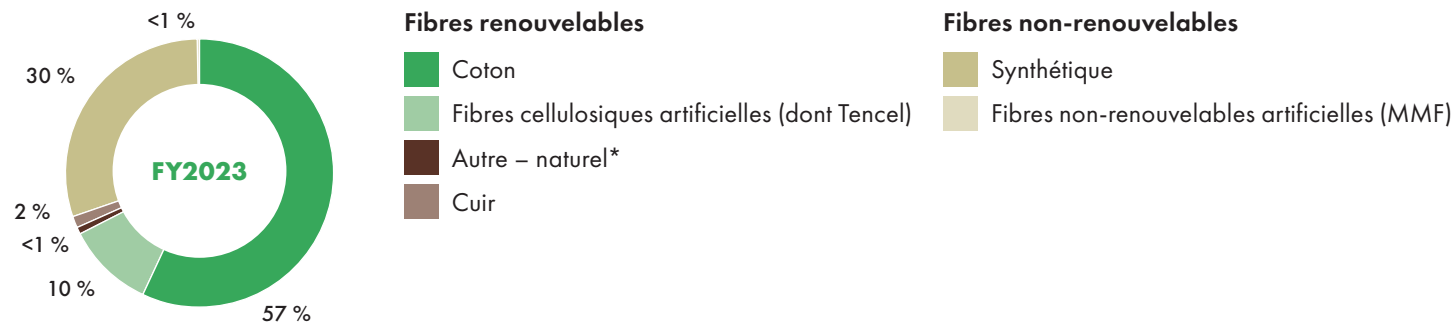 <1 %
30 %
FY2023
2 %
<1 %
10 %
57 %
Fibres renouvelables
Coton
Fibres cellulosiques artificielles (dont Tencel)
Autre – naturel*
Cuir
Fibres non-renouvelables
Synthétique
Fibres non-renouvelables artificielles (MMF)